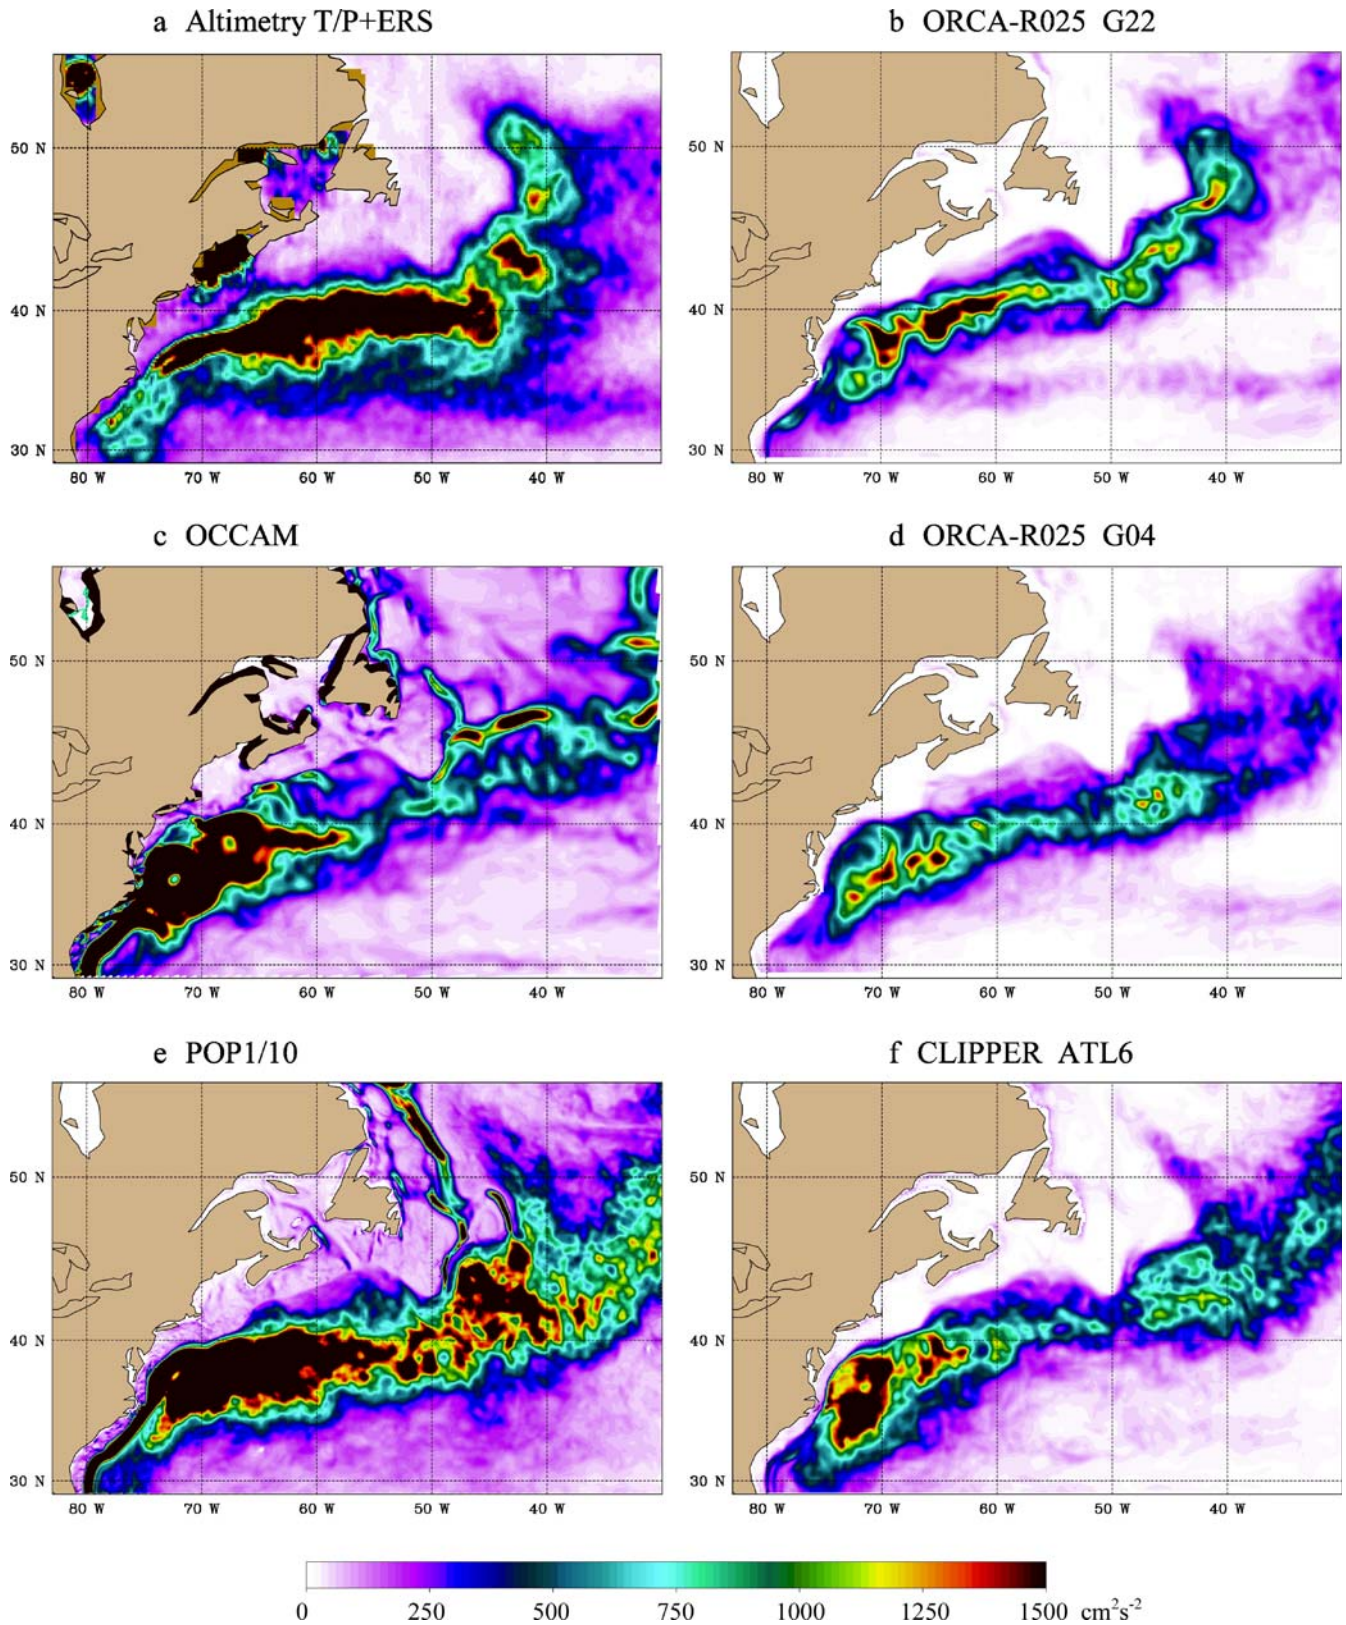 a Altimetry T/P+ERS
b ORCA-R025 G22
50 N
40 N
30 N
80 W 70 W 60 W 50 W 40 W
50 N
40 N
30 N
80 W 70 W 60 W 50 W 40 W
c OCCAM
d ORCA-R025 G04
50 N
40 N
30 N
80 W 70 W 60 W 50 W 40 W
50 N
40 N
30 N
80 W 70 W 60 W 50 W 40 W
e POP1/10
f CLIPPER ATL6
50 N
40 N
30 N
80 W 70 W 60 W 50 W 40 W
50 N
40 N
30 N
80 W 70 W 60 W 50 W 40 W
0 250 500 750 1000 1250 1500 cm²s⁻²